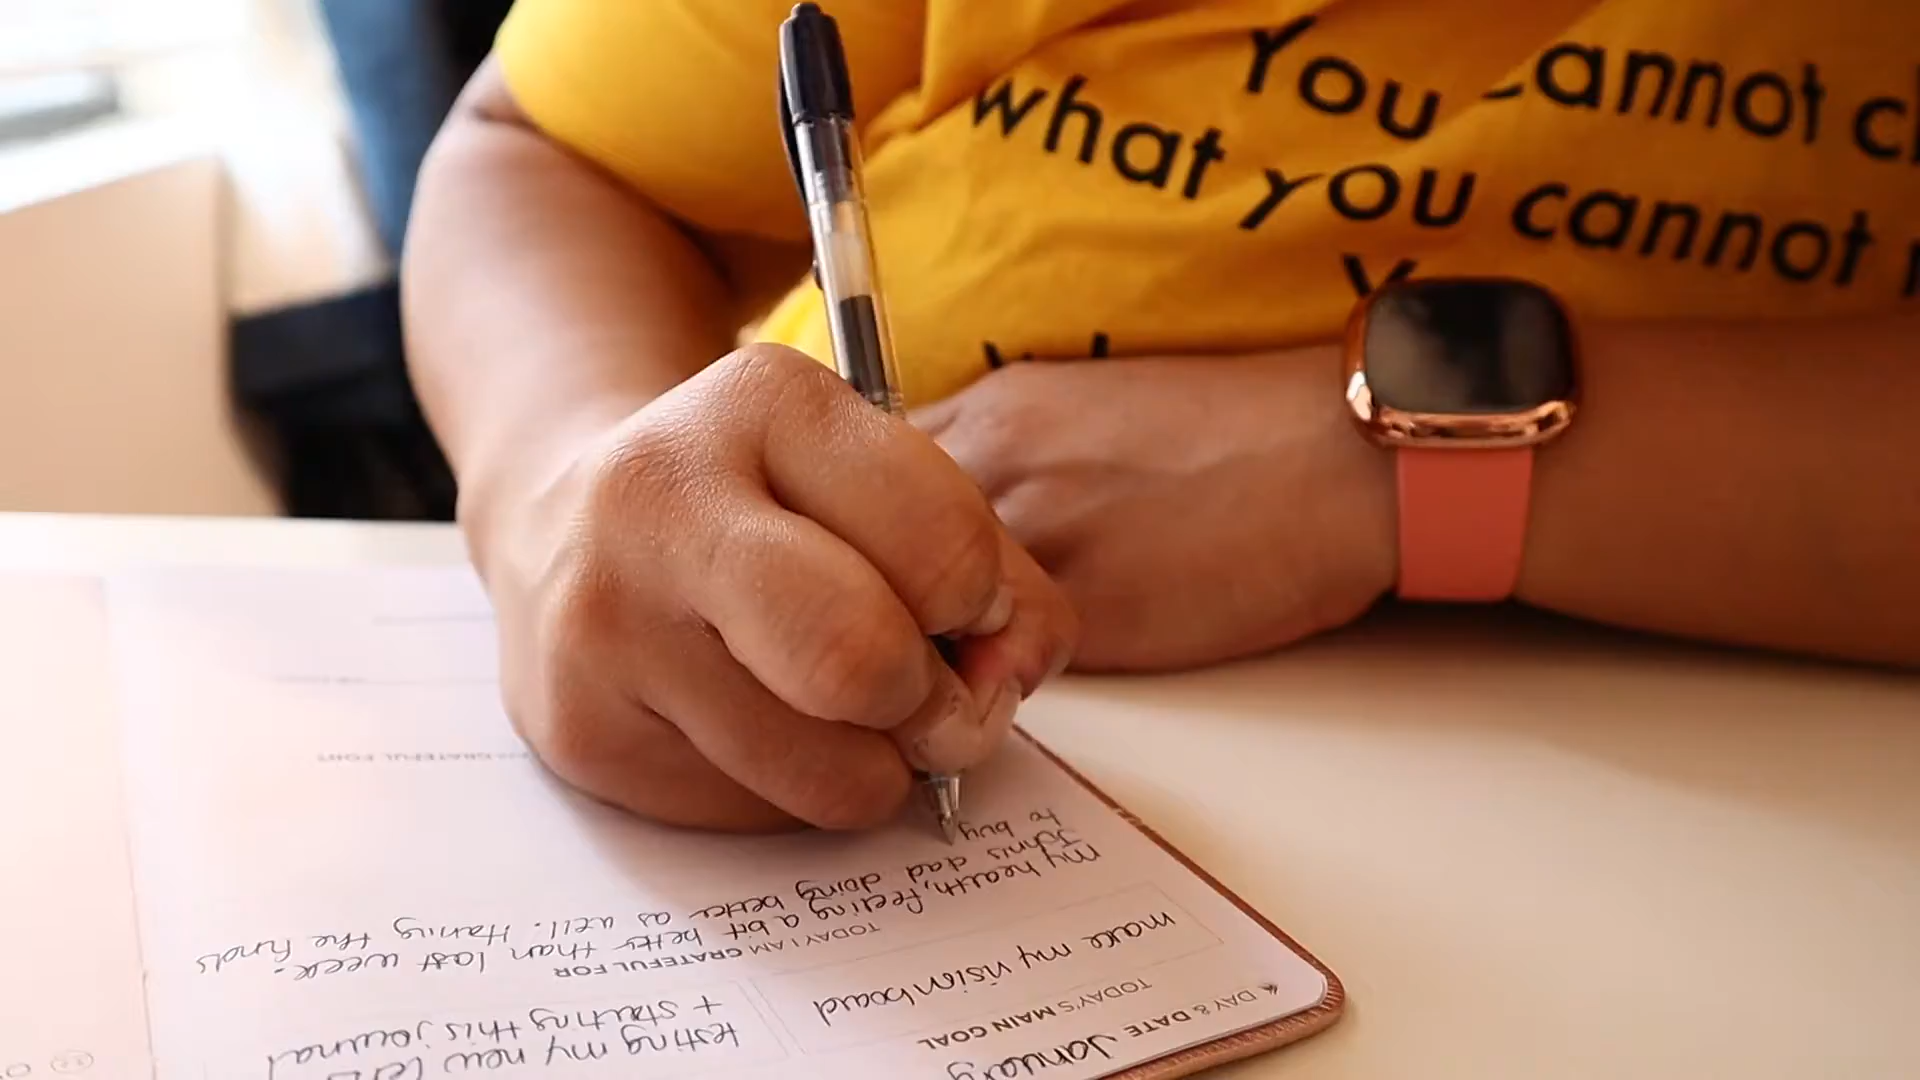 You cannot
what you cannot
DAY & DATE January
TODAY'S MAIN GOAL
make my vision board
testing my new
+ starting this journal
TODAY I AM GRATEFUL FOR
my health, feeling a bit better than last week.
John's dad doing better as well. Having the funds
to buy
GRATEFUL FOR?